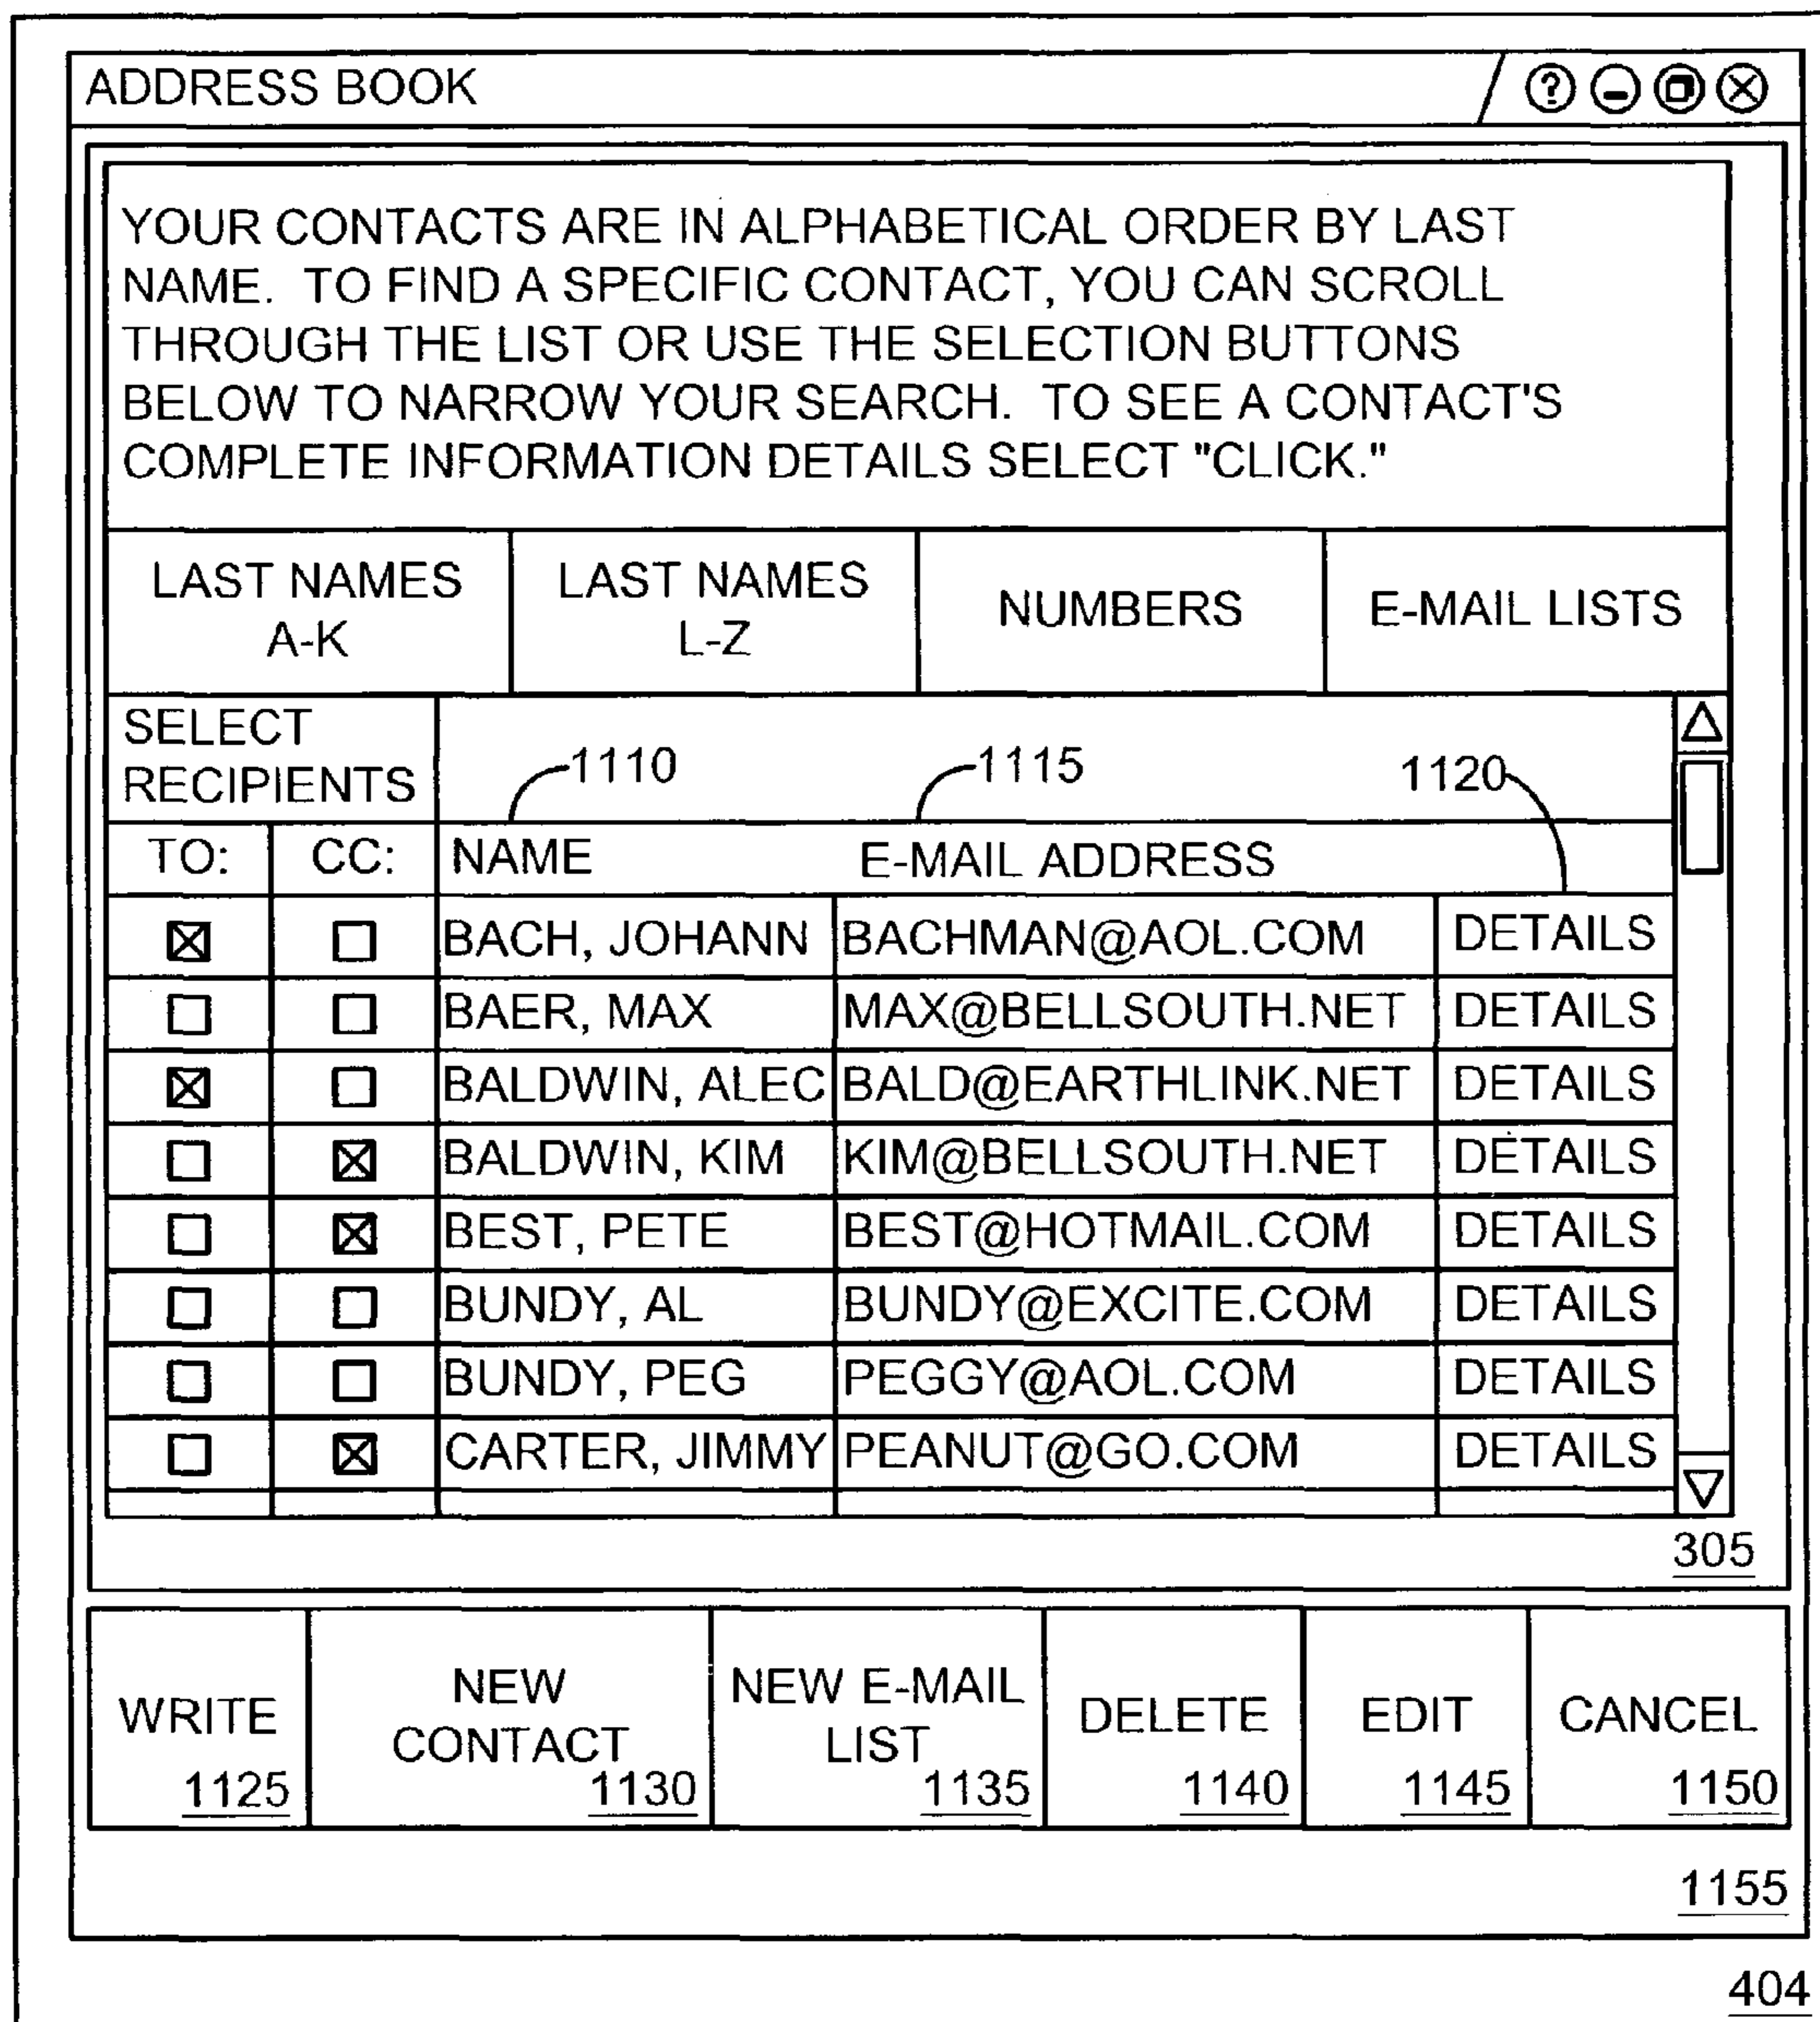 ADDRESS BOOK
YOUR CONTACTS ARE IN ALPHABETICAL ORDER BY LAST
NAME. TO FIND A SPECIFIC CONTACT, YOU CAN SCROLL
THROUGH THE LIST OR USE THE SELECTION BUTTONS
BELOW TO NARROW YOUR SEARCH. TO SEE A CONTACT'S
COMPLETE INFORMATION DETAILS SELECT "CLICK."
LAST NAMES
A-K
LAST NAMES
L-Z
NUMBERS
E-MAIL LISTS
SELECT
RECIPIENTS
1110
1115
1120
TO: CC: NAME E-MAIL ADDRESS
BACH, JOHANN BACHMAN@AOL.COM DETAILS
BAER, MAX MAX@BELLSOUTH.NET DETAILS
BALDWIN, ALEC BALD@EARTHLINK.NET DETAILS
BALDWIN, KIM KIM@BELLSOUTH.NET DETAILS
BEST, PETE BEST@HOTMAIL.COM DETAILS
BUNDY, AL BUNDY@EXCITE.COM DETAILS
BUNDY, PEG PEGGY@AOL.COM DETAILS
CARTER, JIMMY PEANUT@GO.COM DETAILS
305
WRITE
1125
NEW
CONTACT
1130
NEW E-MAIL
LIST
1135
DELETE
1140
EDIT
1145
CANCEL
1150
1155
404